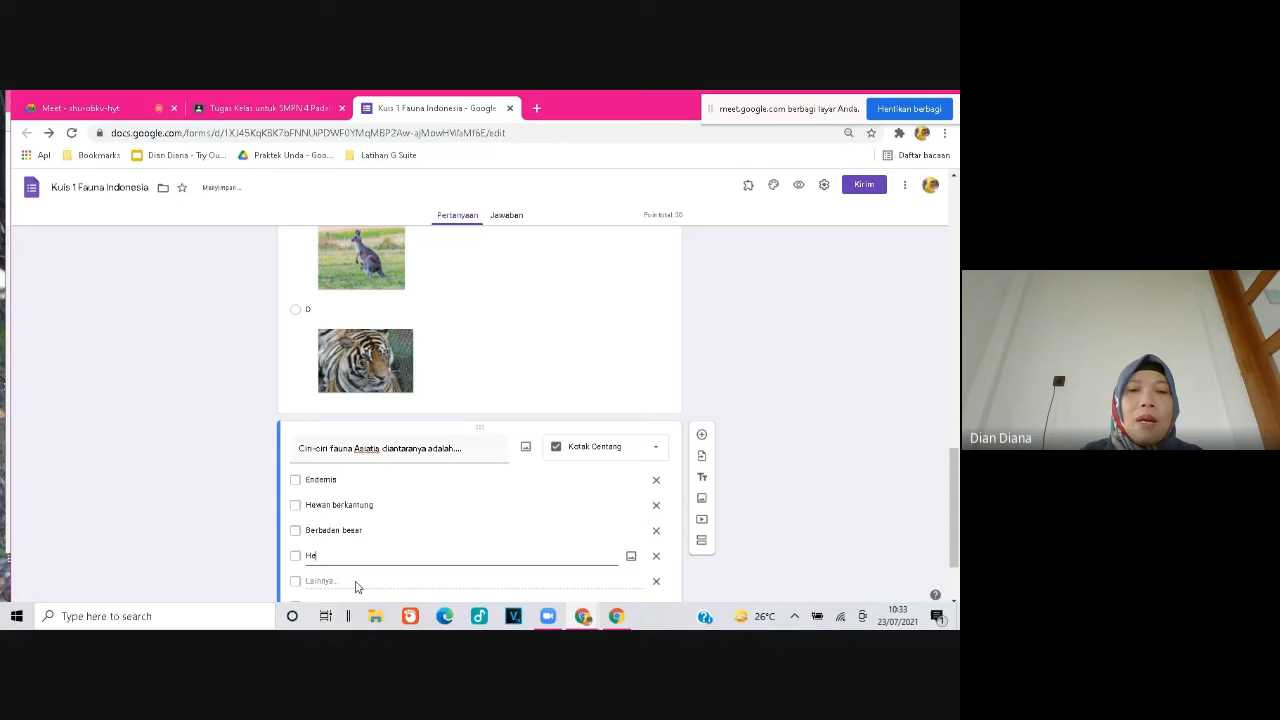 Meet - shu-obkv-hyt
Tugas Kelas untuk SMPN 4 Pada
Kuis 1 Fauna Indonesia - Google
meet.google.com berbagi layar Anda.
Hentikan berbagi
Apl
Bookmarks
Dian Diana - Try Ou...
Praktek Unda - Goo...
Latihan G Suite
Daftar bacaan
Kuis 1 Fauna Indonesia
Menyimpan...
Kirim
Pertanyaan
Jawaban
Poin total: 30
D
Ciri-ciri fauna Asiatis diantaranya adalah....
Kotak Centang
Endemis
Hewan berkantung
Berbadan besar
He
Lainnya...
Dian Diana
Type here to search
26°C
10:33
23/07/2021